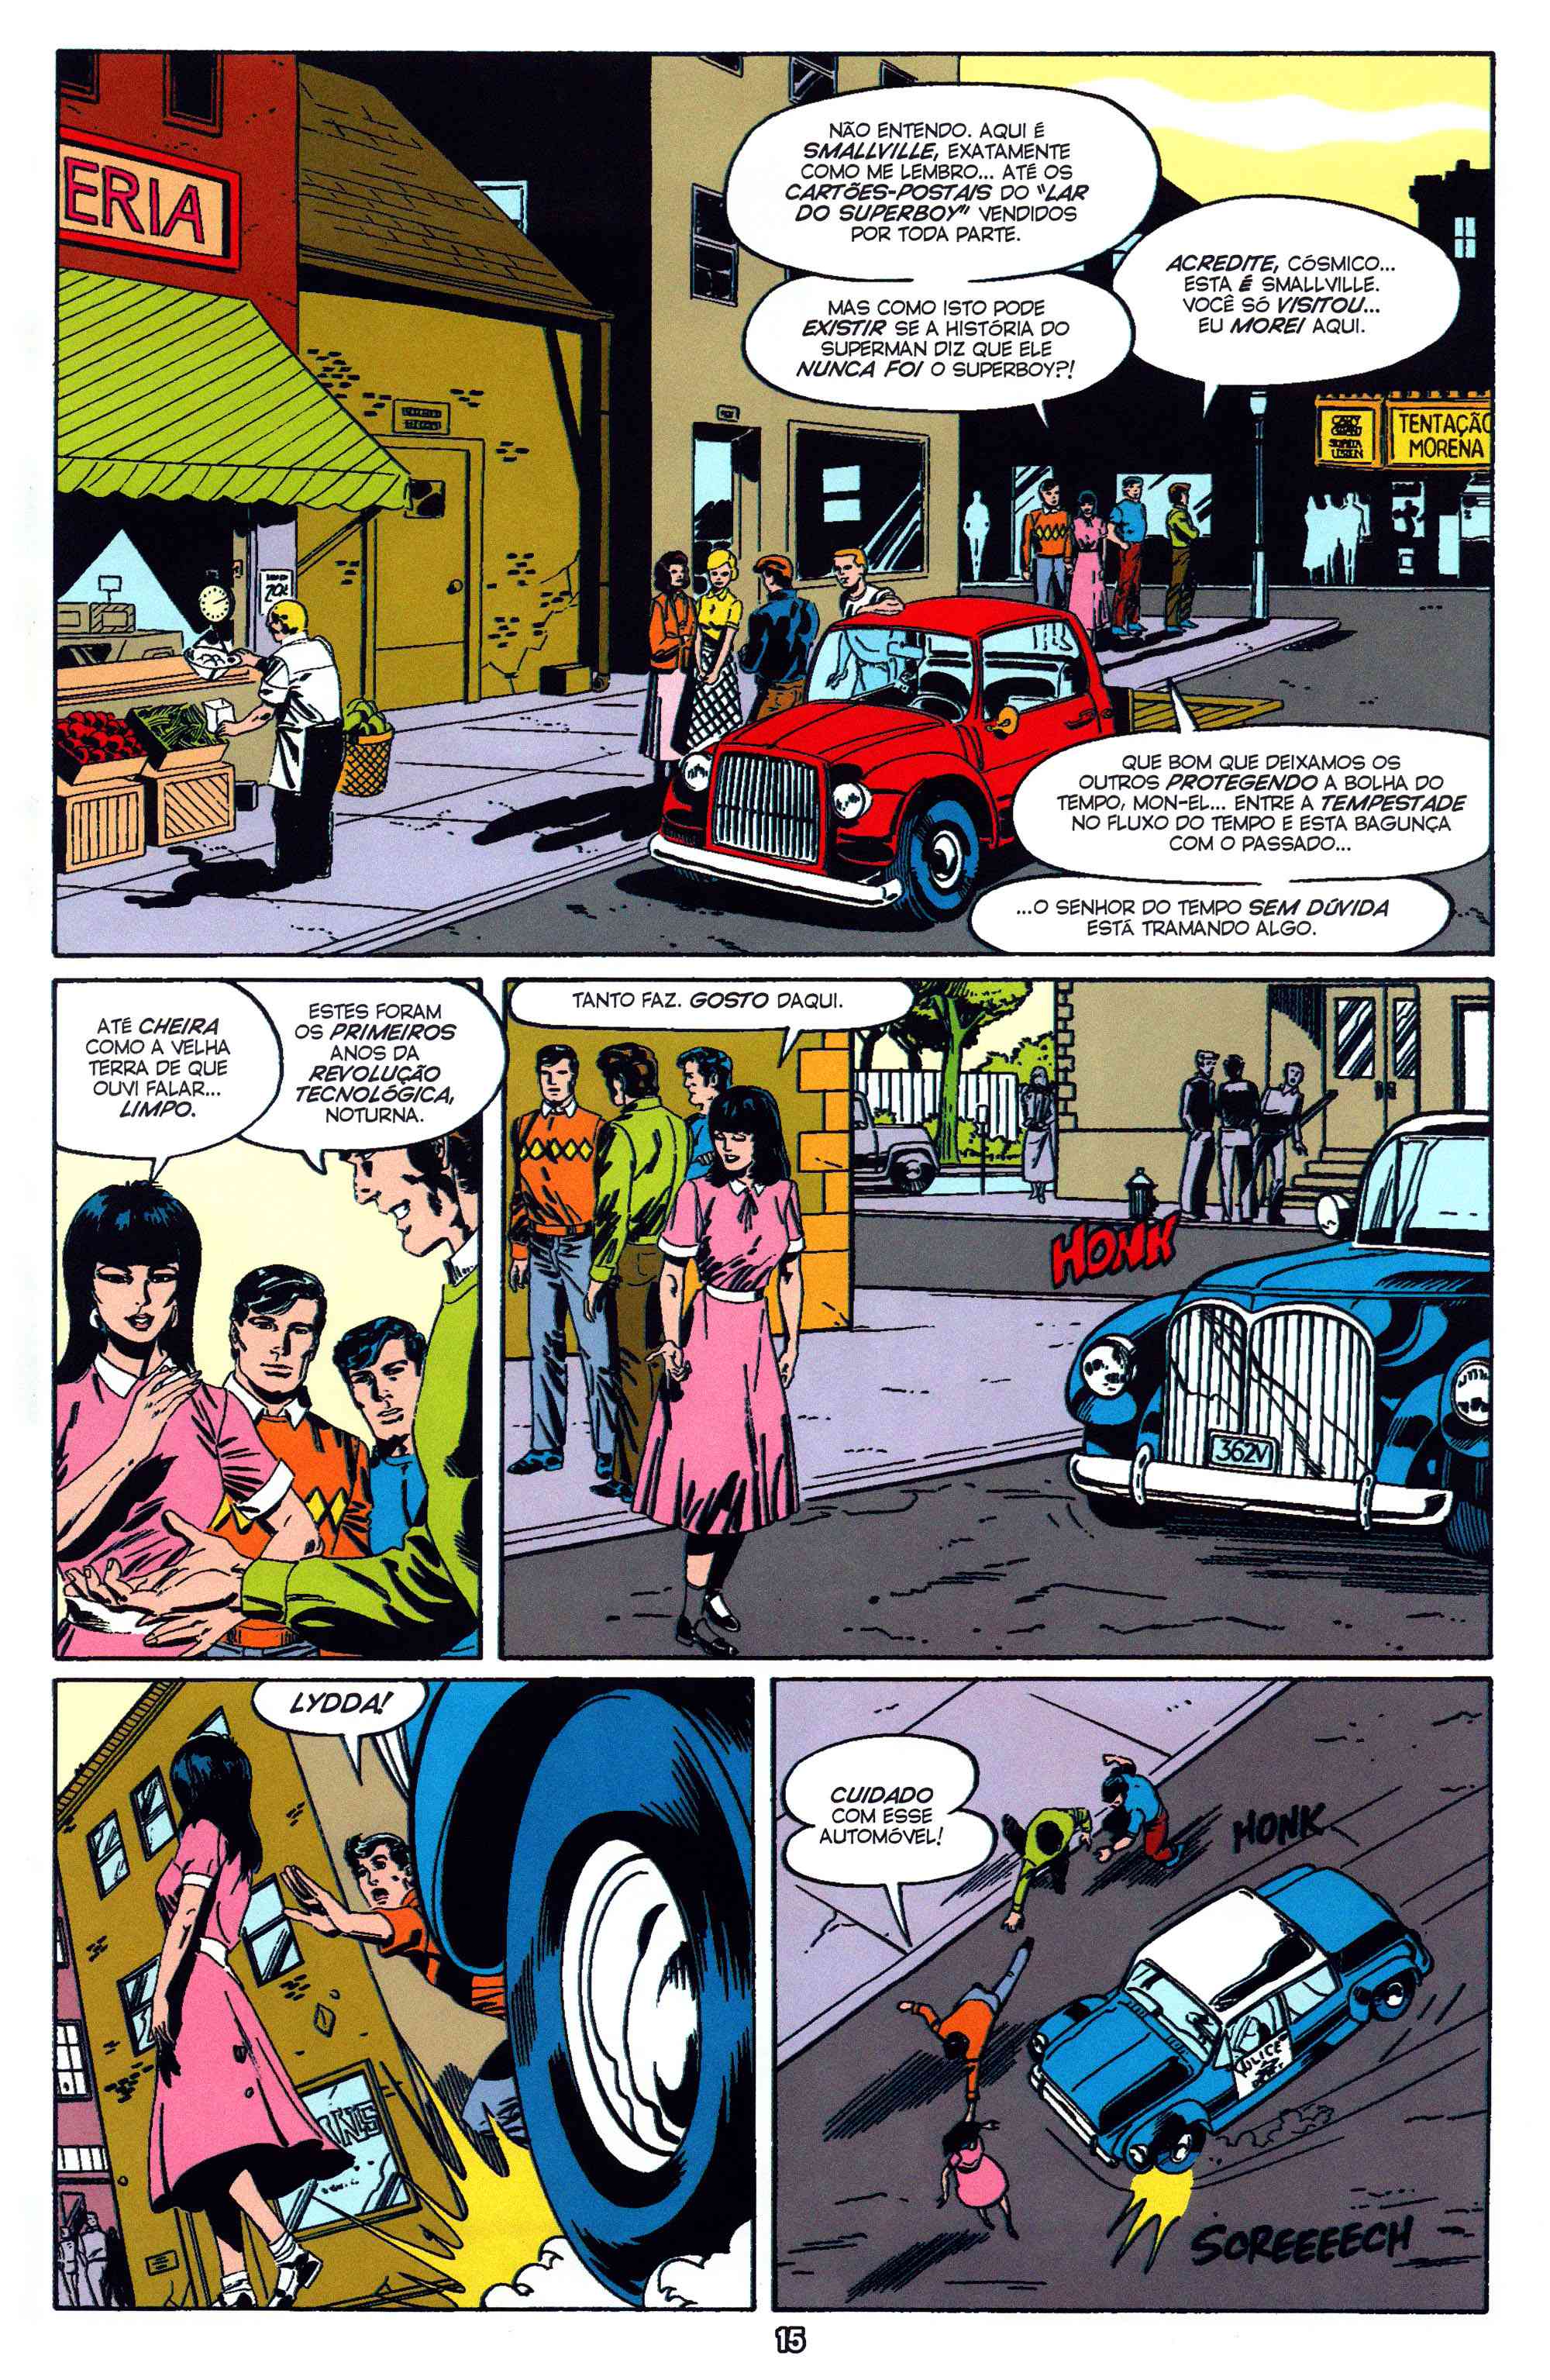 ERIA
NÃO ENTENDO. AQUI É
SMALLVILLE, EXATAMENTE
COMO ME LEMBRO... ATÉ OS
CARTÕES-POSTAIS DO "LAR
DO SUPERBOY" VENDIDOS
POR TODA PARTE.
MAS COMO ISTO PODE
EXISTIR SE A HISTÓRIA DO
SUPERMAN DIZ QUE ELE
NUNCA FOI O SUPERBOY?!
ACREDITE, CÓSMICO...
ESTA É SMALLVILLE.
VOCÊ SÓ VISITOU...
EU MOREI AQUI.
TENTAÇÃO
MORENA
QUE BOM QUE DEIXAMOS OS
OUTROS PROTEGENDO A BOLHA DO
TEMPO, MON-EL... ENTRE A TEMPESTADE
NO FLUXO DO TEMPO E ESTA BAGUNÇA
COM O PASSADO...
...O SENHOR DO TEMPO SEM DÚVIDA
ESTÁ TRAMANDO ALGO.
ATÉ CHEIRA
COMO A VELHA
TERRA DE QUE
OUVI FALAR...
LIMPO.
ESTES FORAM
OS PRIMEIROS
ANOS DA
REVOLUÇÃO
TECNOLÓGICA,
NOTURNA.
TANTO FAZ. GOSTO DAQUI.
HONK
362V
LYDDA!
CUIDADO
COM ESSE
AUTOMÓVEL!
HONK
OLICE
SCREEEEECH
15